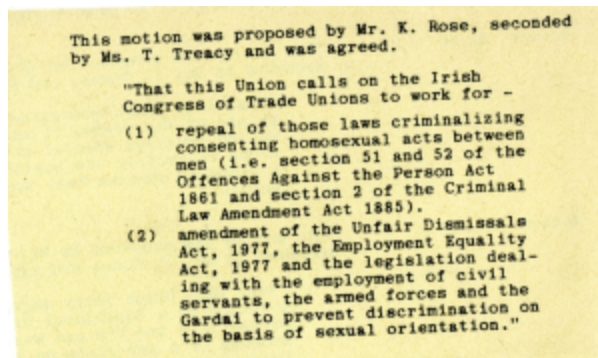 This motion was proposed by Mr. K. Rose, seconded
by Ms. T. Treacy and was agreed.
"That this Union calls on the Irish
Congress of Trade Unions to work for -
(1) repeal of those laws criminalizing
consenting homosexual acts between
men (i.e. section 51 and 52 of the
Offences Against the Person Act
1861 and section 2 of the Criminal
Law Amendment Act 1885).
(2) amendment of the Unfair Dismissals
Act, 1977, the Employment Equality
Act, 1977 and the legislation deal-
ing with the employment of civil
servants, the armed forces and the
Gardai to prevent discrimination on
the basis of sexual orientation."